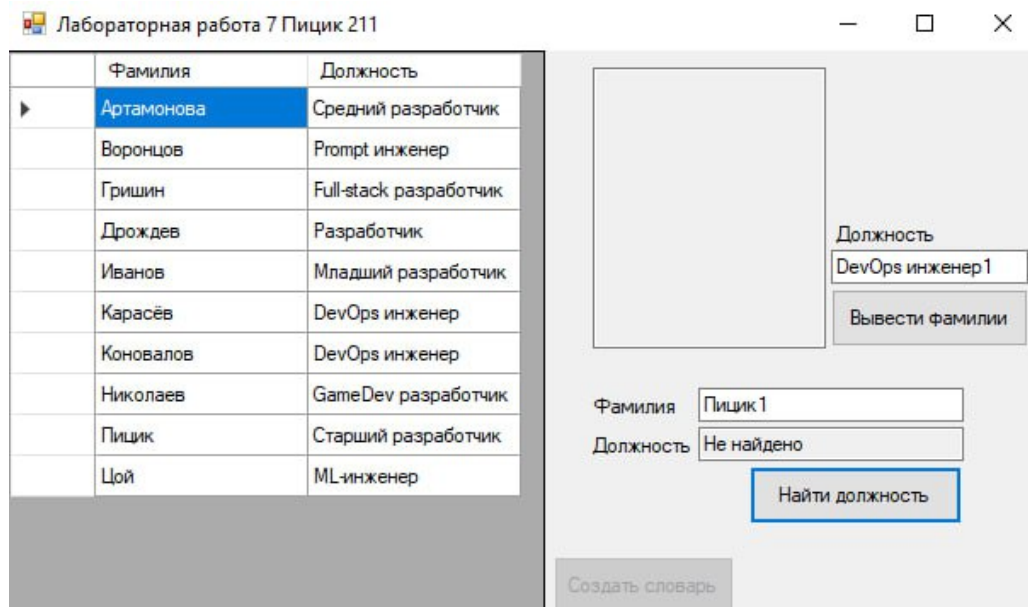 Лабораторная работа 7 Пицик 211
Фамилия Должность
Артамонова Средний разработчик
Воронцов Prompt инженер
Гришин Full-stack разработчик
Дрождев Разработчик
Иванов Младший разработчик
Карасёв DevOps инженер
Коновалов DevOps инженер
Николаев GameDev разработчик
Пицик Старший разработчик
Цой ML-инженер
Должность
DevOps инженер1
Вывести фамилии
Фамилия Пицик1
Должность Не найдено
Найти должность
Создать словарь